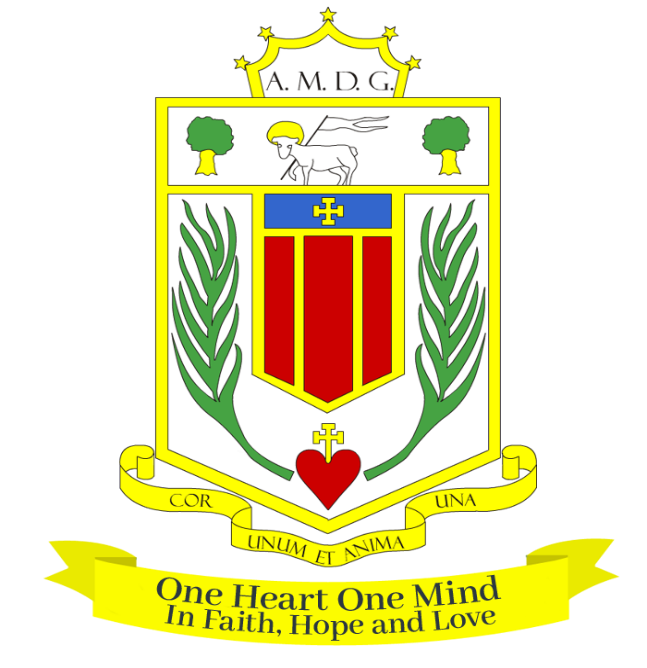 A. M. D. G.
COR UNUM ET ANIMA UNA
One Heart One Mind
In Faith, Hope and Love